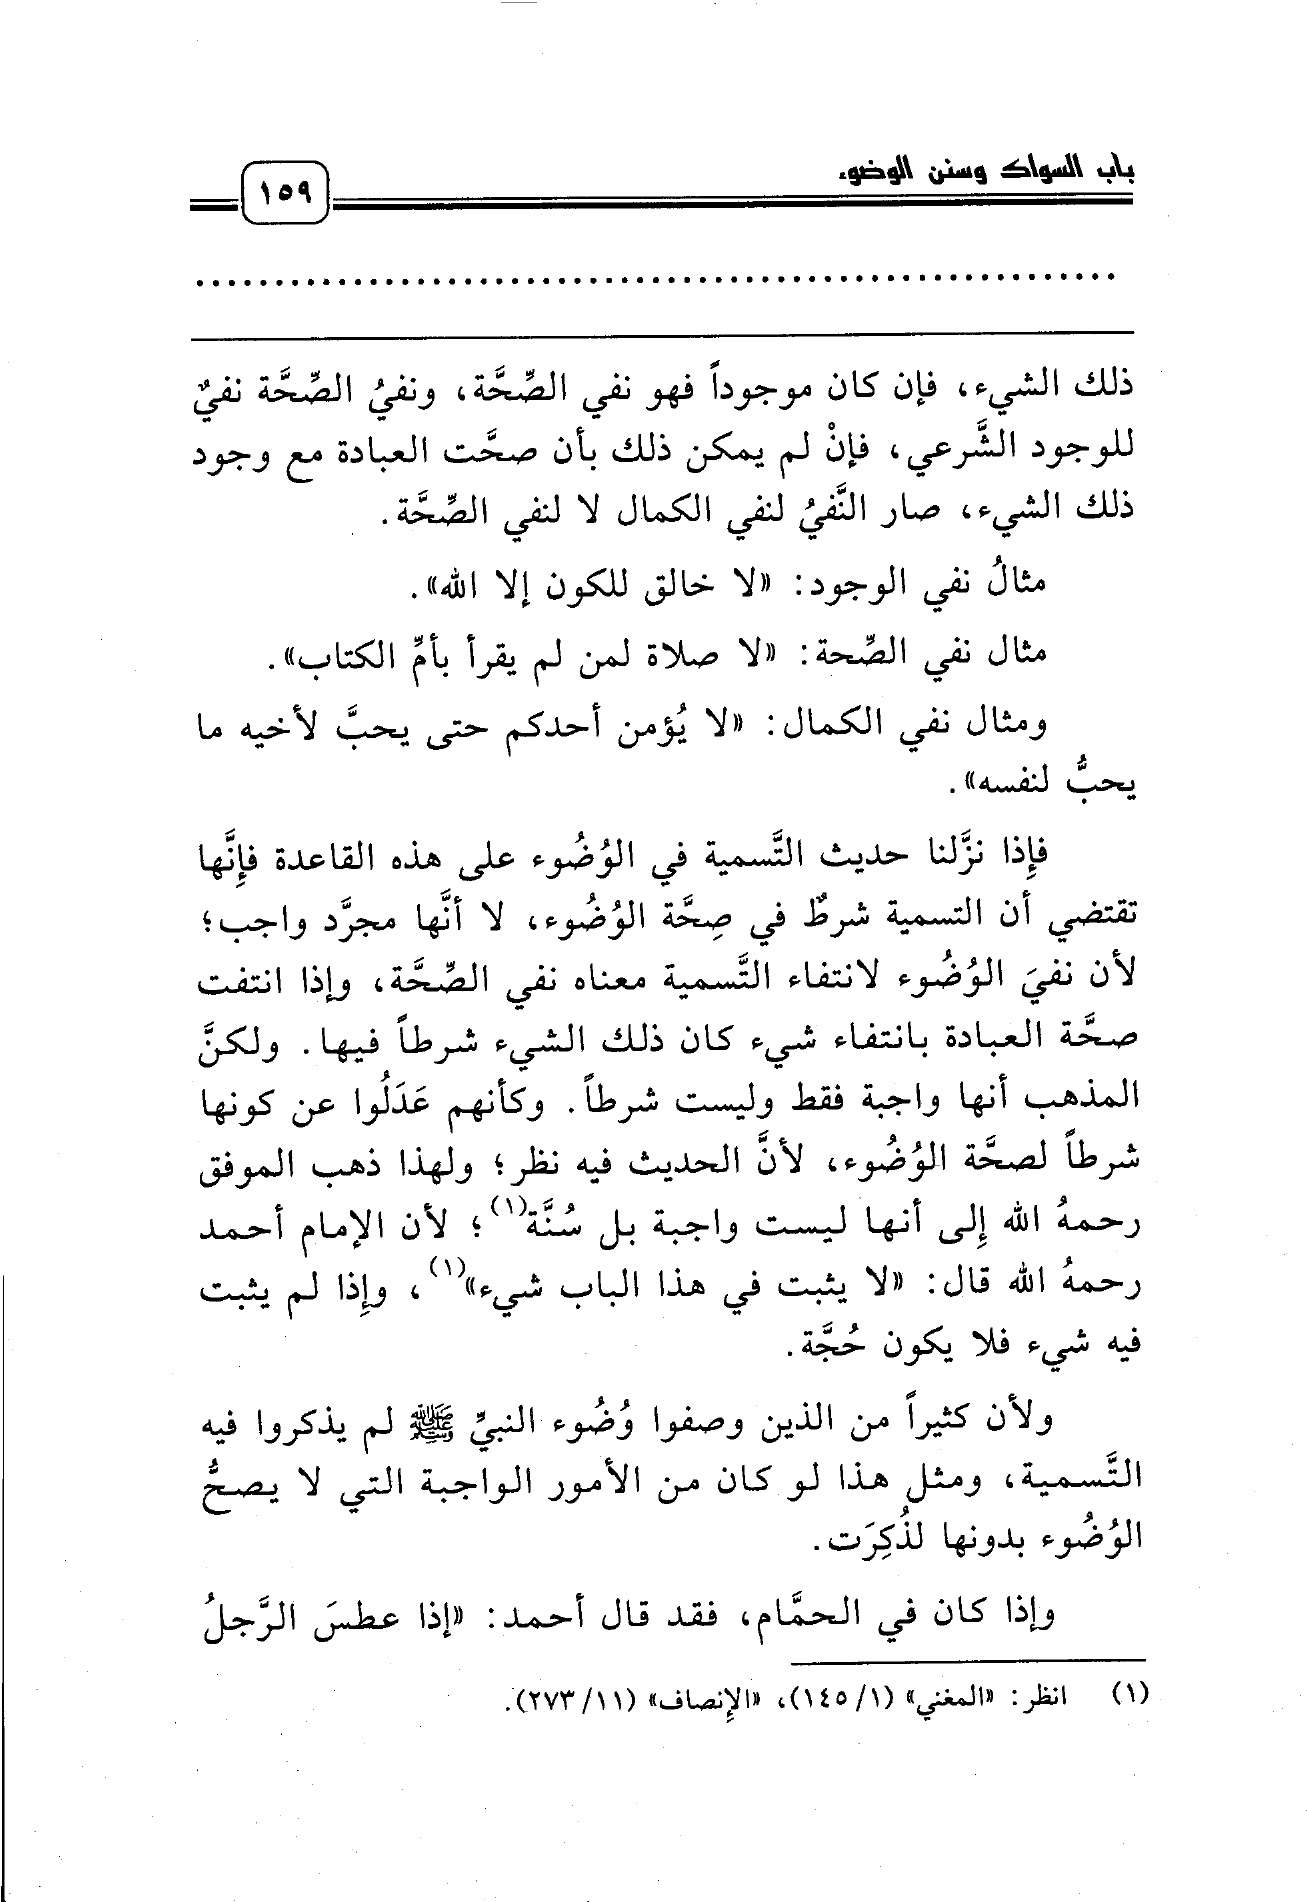 باب السواك وسنن الوضوء
١٥٩
ذلك الشيء، فإن كان موجوداً فهو نفي الصِّحَّة، ونفيُ الصِّحَّة نفيٌ
للوجود الشَّرعي، فإنْ لم يمكن ذلك بأن صحَّت العبادة مع وجود
ذلك الشيء، صار النَّفيُ لنفي الكمال لا لنفي الصِّحَّة.
مثالُ نفي الوجود: «لا خالق للكون إلا الله».
مثال نفي الصِّحة: «لا صلاة لمن لم يقرأ بأمِّ الكتاب».
ومثال نفي الكمال: «لا يُؤمن أحدكم حتى يحبَّ لأخيه ما
يحبُّ لنفسه».
فإِذا نزَّلنا حديث التَّسمية في الوُضُوء على هذه القاعدة فإِنَّها
تقتضي أن التسمية شرطٌ في صِحَّة الوُضُوء، لا أنَّها مجرَّد واجب؛
لأن نفيَ الوُضُوء لانتفاء التَّسمية معناه نفي الصِّحَّة، وإذا انتفت
صحَّة العبادة بانتفاء شيء كان ذلك الشيء شرطاً فيها. ولكنَّ
المذهب أنها واجبة فقط وليست شرطاً. وكأنهم عَدَلُوا عن كونها
شرطاً لصحَّة الوُضُوء، لأنَّ الحديث فيه نظر؛ ولهذا ذهب الموفق
رحمهُ الله إِلى أنها ليست واجبة بل سُنَّة(١)؛ لأن الإمام أحمد
رحمهُ الله قال: «لا يثبت في هذا الباب شيء»(١)، وإِذا لم يثبت
فيه شيء فلا يكون حُجَّة.
ولأن كثيراً من الذين وصفوا وُضُوء النبيِّ ﷺ لم يذكروا فيه
التَّسمية، ومثل هذا لو كان من الأمور الواجبة التي لا يصحُّ
الوُضُوء بدونها لذُكِرَت.
وإذا كان في الحمَّام، فقد قال أحمد: «إذا عطسَ الرَّجلُ
(١) انظر: «المغني» (١/١٤٥)، «الإِنصاف» (١١/٢٧٣).